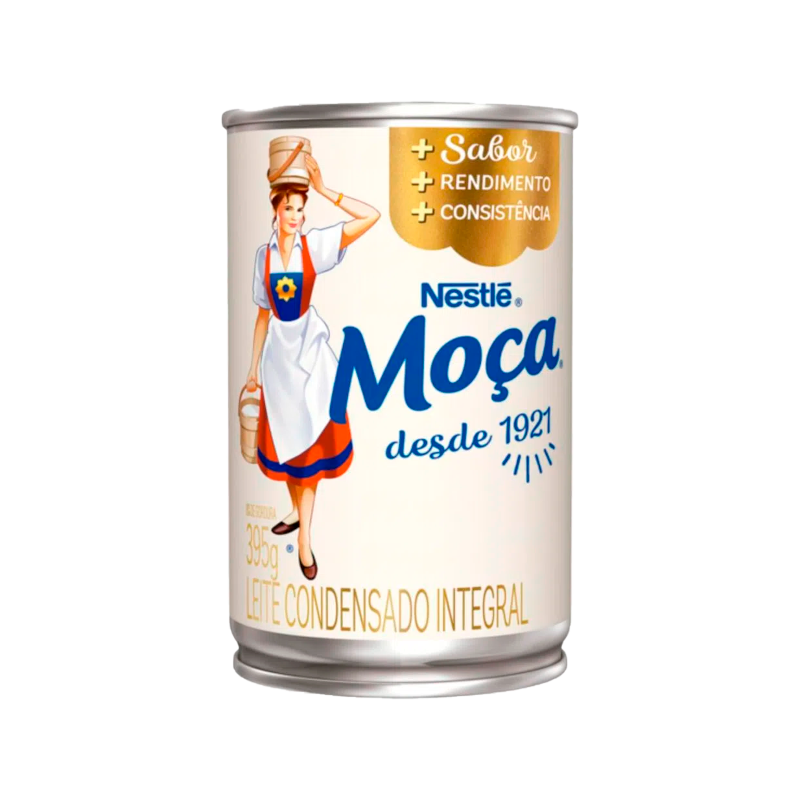 + Sabor
+ RENDIMENTO
+ CONSISTÊNCIA
Nestlé®
Moça®
desde 1921
395g ®
LEITE CONDENSADO INTEGRAL